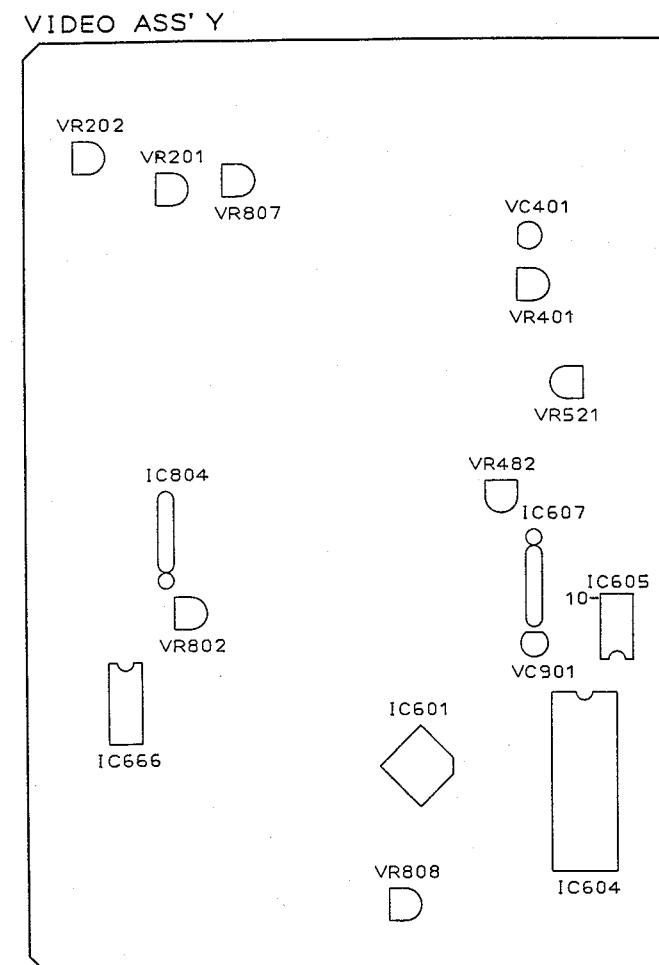 VIDEO ASS'Y
VR202
VR201
VR807
VC401
VR401
VR521
VR482
IC804
IC607
IC605
10
VR802
VC901
IC601
IC666
VR808
IC604